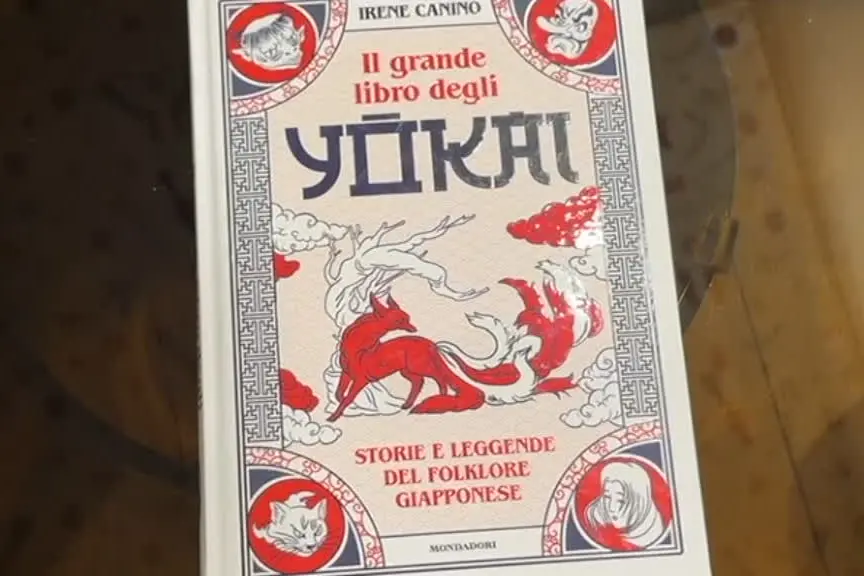 IRENE CANINO
Il grande
libro degli
YŌKAI
STORIE E LEGGENDE
DEL FOLKLORE
GIAPPONESE
MONDADORI